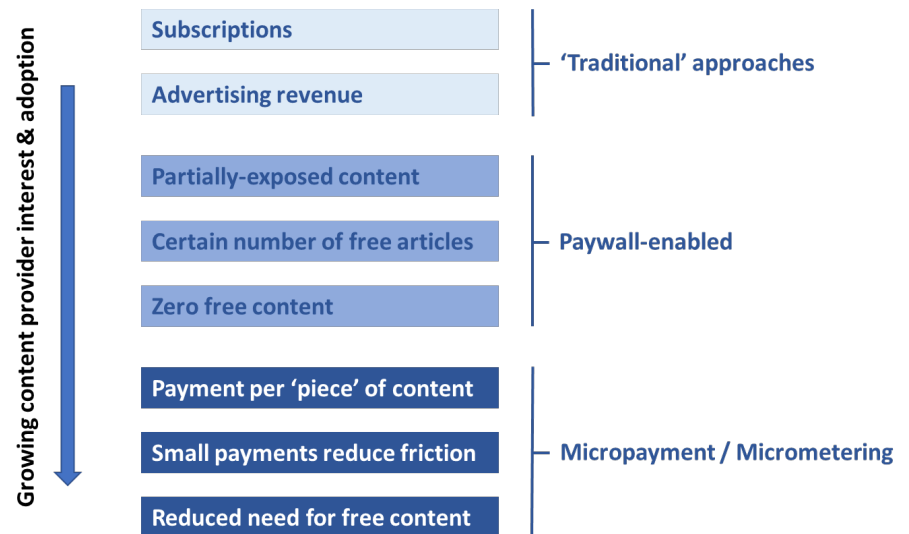 Growing content provider interest & adoption
Subscriptions
Advertising revenue
‘Traditional’ approaches
Partially-exposed content
Certain number of free articles
Zero free content
Paywall-enabled
Payment per ‘piece’ of content
Small payments reduce friction
Reduced need for free content
Micropayment / Micrometering